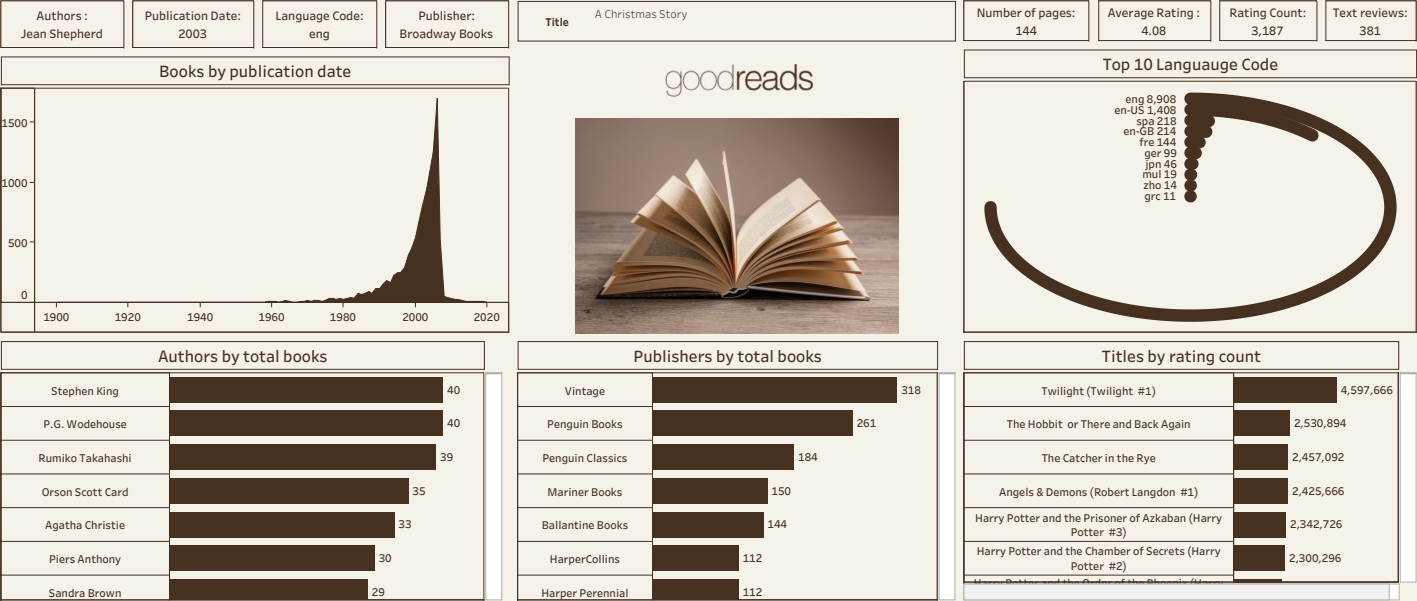 Authors :
Jean Shepherd
Publication Date:
2003
Language Code:
eng
Publisher:
Broadway Books
Title
A Christmas Story
Number of pages:
144
Average Rating :
4.08
Rating Count:
3,187
Text reviews:
381
Books by publication date
1500
1000
500
0
1900
1920
1940
1960
1980
2000
2020
goodreads
Top 10 Languauge Code
eng 8,908
en-US 1,408
spa 218
en-GB 214
fre 144
ger 99
jpn 46
mul 19
zho 14
grc 11
Authors by total books
Stephen King 40
P.G. Wodehouse 40
Rumiko Takahashi 39
Orson Scott Card 35
Agatha Christie 33
Piers Anthony 30
Sandra Brown 29
Publishers by total books
Vintage 318
Penguin Books 261
Penguin Classics 184
Mariner Books 150
Ballantine Books 144
HarperCollins 112
Harper Perennial 112
Titles by rating count
Twilight (Twilight #1) 4,597,666
The Hobbit or There and Back Again 2,530,894
The Catcher in the Rye 2,457,092
Angels & Demons (Robert Langdon #1) 2,425,666
Harry Potter and the Prisoner of Azkaban (Harry
Potter #3) 2,342,726
Harry Potter and the Chamber of Secrets (Harry
Potter #2) 2,300,296
Harry Potter and the Order of the Phoenix (Harry